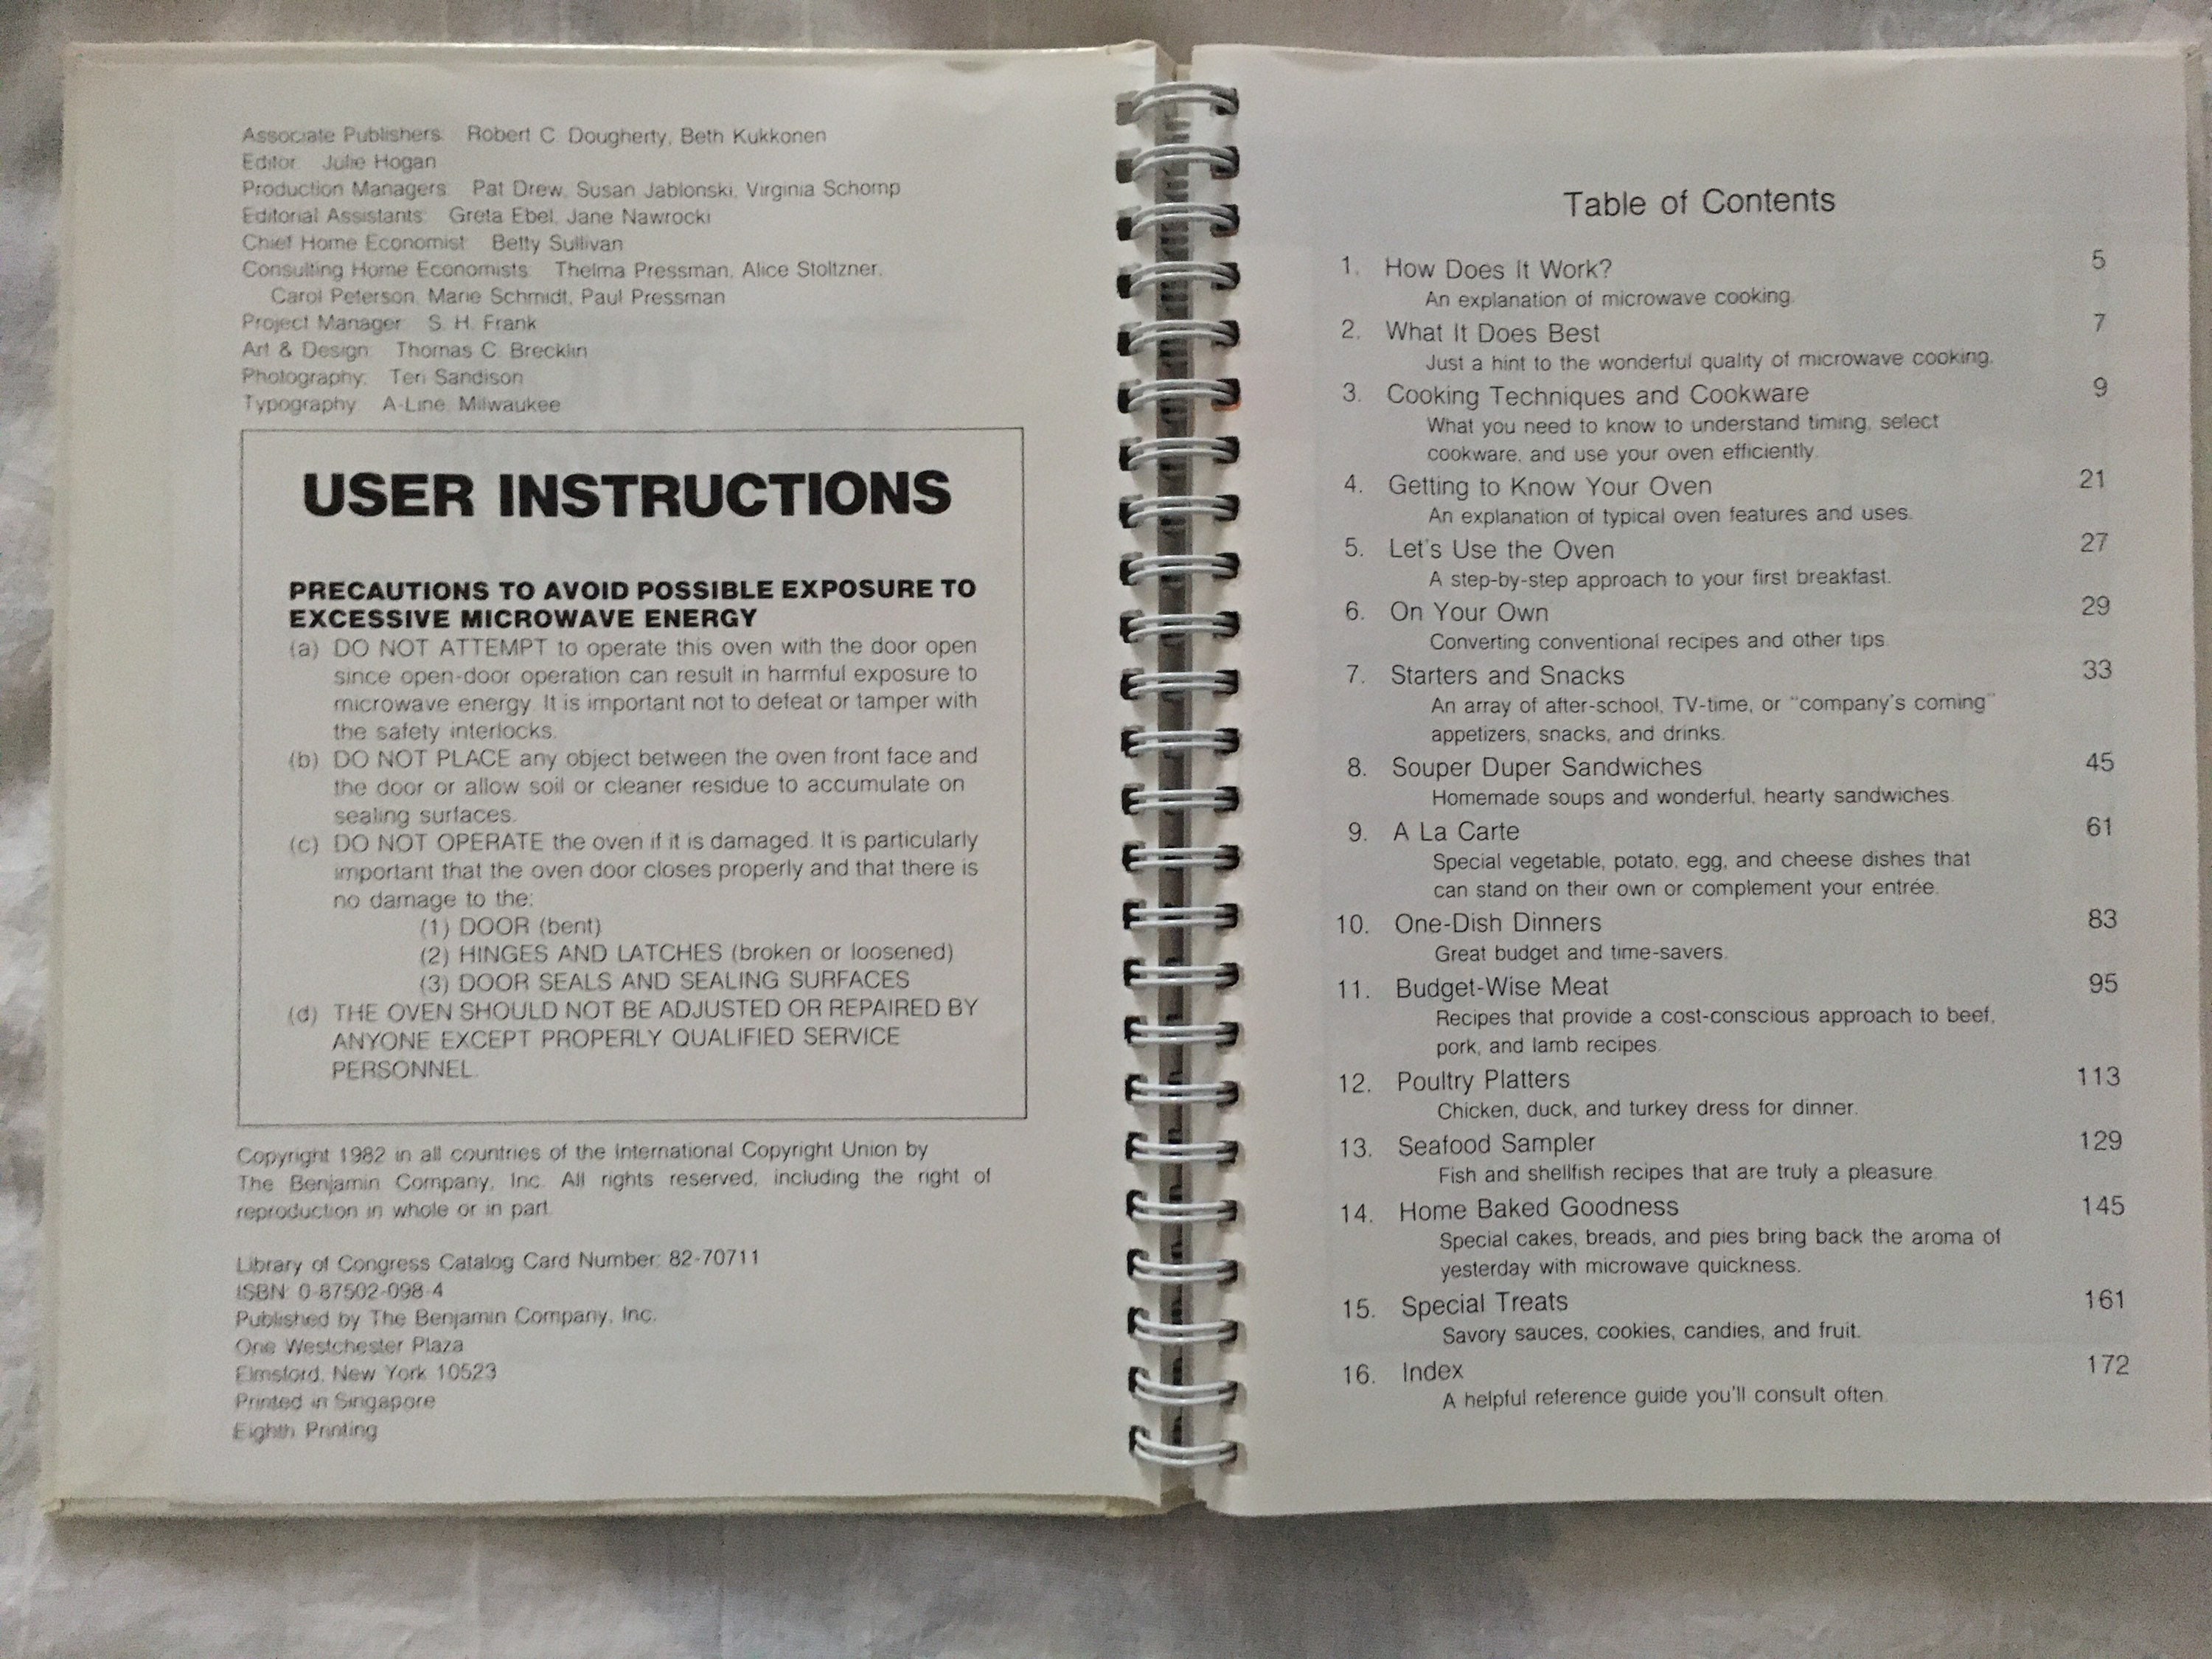 Associate Publishers: Robert C. Dougherty, Beth Kukkonen
Editor: Julie Hogan
Production Managers: Pat Drew, Susan Jablonski, Virginia Schomp
Editorial Assistants: Greta Ebel, Jane Nawrocki
Chief Home Economist: Betty Sullivan
Consulting Home Economists: Thelma Pressman, Alice Stoltzner,
Carol Peterson, Marie Schmidt, Paul Pressman
Project Manager: S. H. Frank
Art & Design: Thomas C. Brecklin
Photography: Teri Sandison
Typography: A-Line, Milwaukee
USER INSTRUCTIONS
PRECAUTIONS TO AVOID POSSIBLE EXPOSURE TO
EXCESSIVE MICROWAVE ENERGY
(a) DO NOT ATTEMPT to operate this oven with the door open
since open-door operation can result in harmful exposure to
microwave energy. It is important not to defeat or tamper with
the safety interlocks.
(b) DO NOT PLACE any object between the oven front face and
the door or allow soil or cleaner residue to accumulate on
sealing surfaces.
(c) DO NOT OPERATE the oven if it is damaged. It is particularly
important that the oven door closes properly and that there is
no damage to the:
(1) DOOR (bent)
(2) HINGES AND LATCHES (broken or loosened)
(3) DOOR SEALS AND SEALING SURFACES
(d) THE OVEN SHOULD NOT BE ADJUSTED OR REPAIRED BY
ANYONE EXCEPT PROPERLY QUALIFIED SERVICE
PERSONNEL.
Copyright 1982 in all countries of the International Copyright Union by
The Benjamin Company, Inc. All rights reserved, including the right of
reproduction in whole or in part.
Library of Congress Catalog Card Number: 82-70711
ISBN: 0-87502-098-4
Published by The Benjamin Company, Inc.
One Westchester Plaza
Elmsford, New York 10523
Printed in Singapore
Eighth Printing
Table of Contents
1. How Does It Work? 5
An explanation of microwave cooking.
2. What It Does Best 7
Just a hint to the wonderful quality of microwave cooking.
3. Cooking Techniques and Cookware 9
What you need to know to understand timing, select
cookware, and use your oven efficiently.
4. Getting to Know Your Oven 21
An explanation of typical oven features and uses.
5. Let's Use the Oven 27
A step-by-step approach to your first breakfast.
6. On Your Own 29
Converting conventional recipes and other tips.
7. Starters and Snacks 33
An array of after-school, TV-time, or "company's coming"
appetizers, snacks, and drinks.
8. Souper Duper Sandwiches 45
Homemade soups and wonderful, hearty sandwiches.
9. A La Carte 61
Special vegetable, potato, egg, and cheese dishes that
can stand on their own or complement your entrée.
10. One-Dish Dinners 83
Great budget and time-savers.
11. Budget-Wise Meat 95
Recipes that provide a cost-conscious approach to beef,
pork, and lamb recipes.
12. Poultry Platters 113
Chicken, duck, and turkey dress for dinner.
13. Seafood Sampler 129
Fish and shellfish recipes that are truly a pleasure.
14. Home Baked Goodness 145
Special cakes, breads, and pies bring back the aroma of
yesterday with microwave quickness.
15. Special Treats 161
Savory sauces, cookies, candies, and fruit.
16. Index 172
A helpful reference guide you'll consult often.